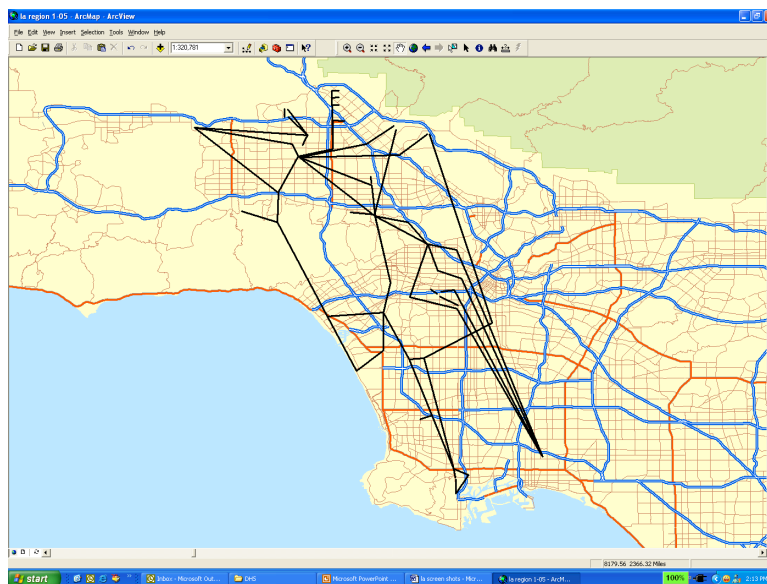 la region 1-05 - ArcMap - ArcView
File Edit View Insert Selection Tools Window Help
1:320,781
8179.56 2366.32 Miles
start
Inbox - Microsoft Out...
DHS
Microsoft PowerPoint ...
la screen shots - Micr...
la region 1-05 - ArcM...
100%
2:13 PM